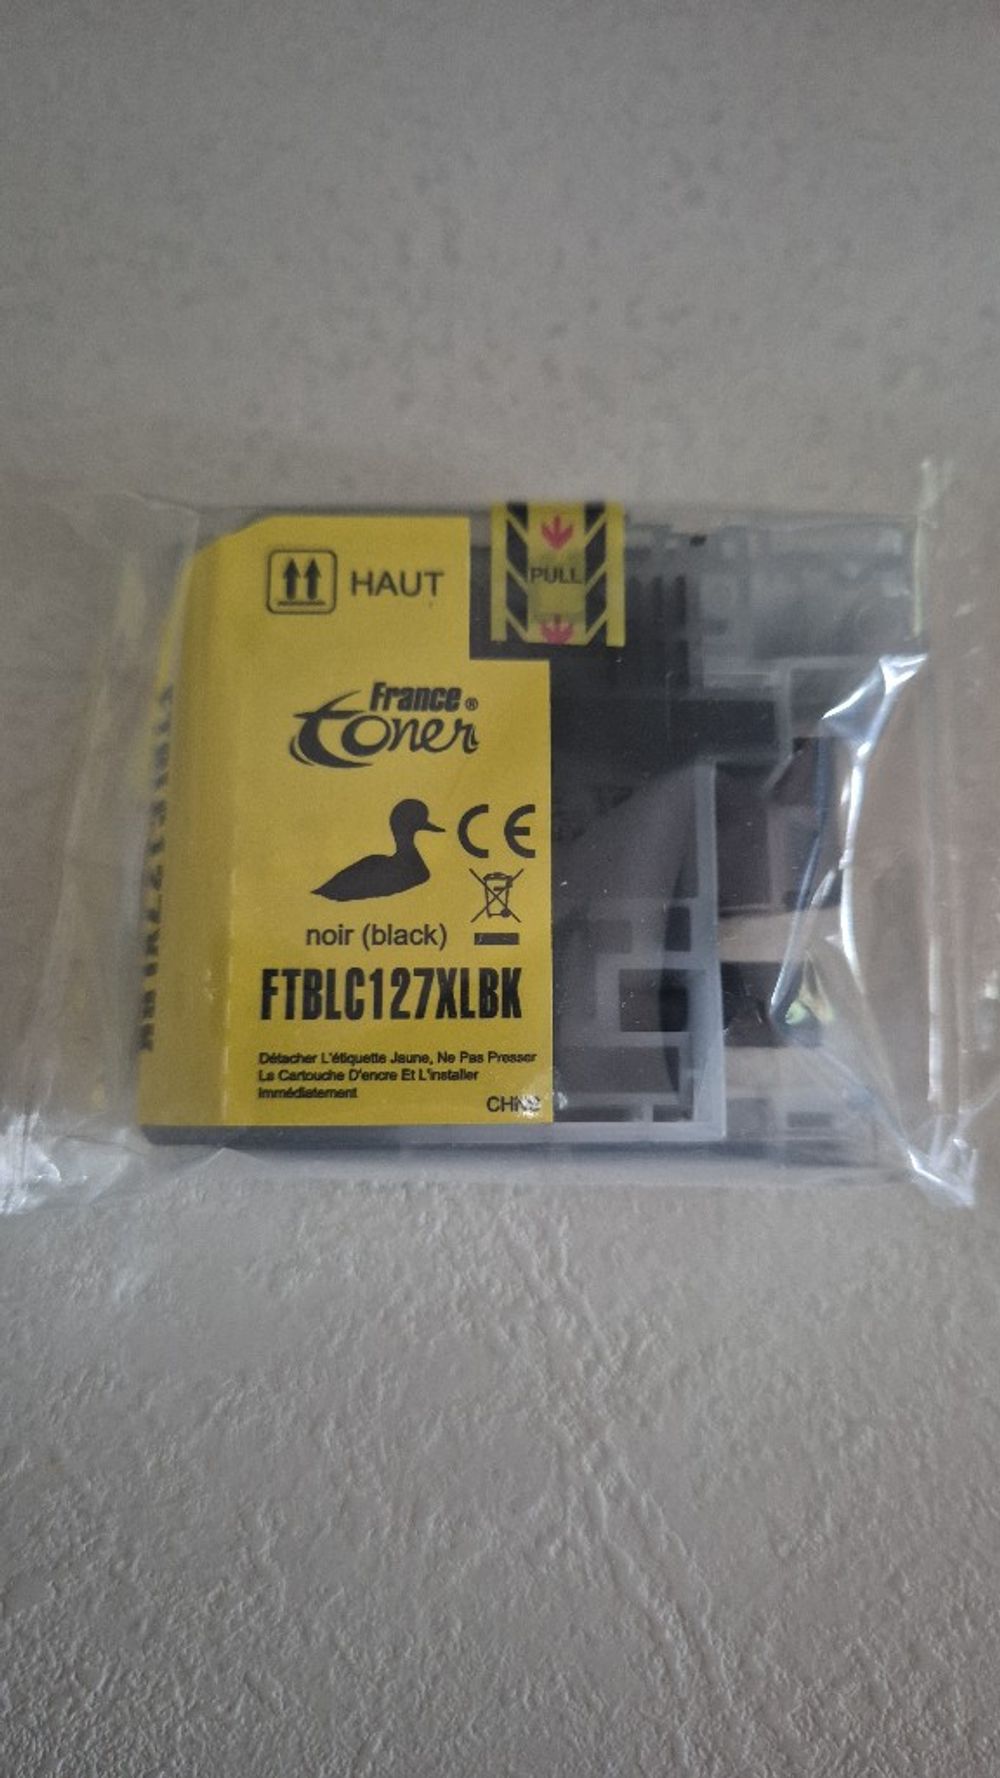 HAUT
PULL
France ®
toner
CE
noir (black)
FTBLC127XLBK
Détacher L'étiquette Jaune, Ne Pas Presser
La Cartouche D'encre Et L'installer
Immédiatement
FTBLC127XLBK